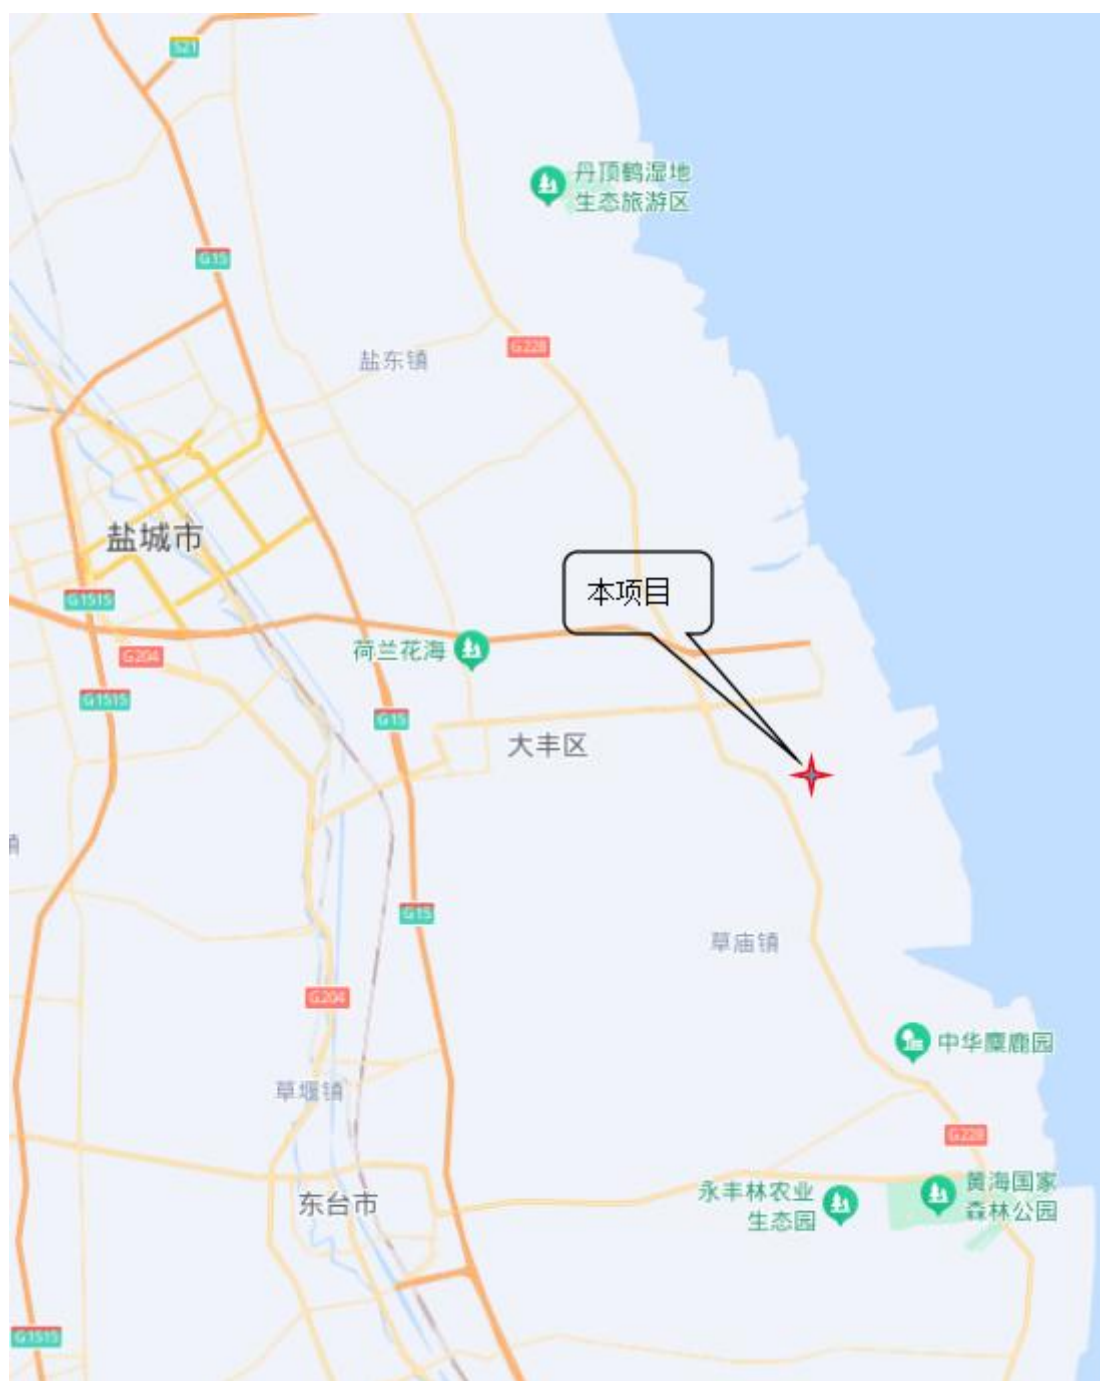 S21
丹顶鹤湿地
生态旅游区
G15
盐东镇
G228
盐城市
本项目
G1515
荷兰花海
G204
G1515
G15
大丰区
G15
草庙镇
G204
中华麋鹿园
草堰镇
G228
永丰林农业
生态园
黄海国家
森林公园
东台市
G1515